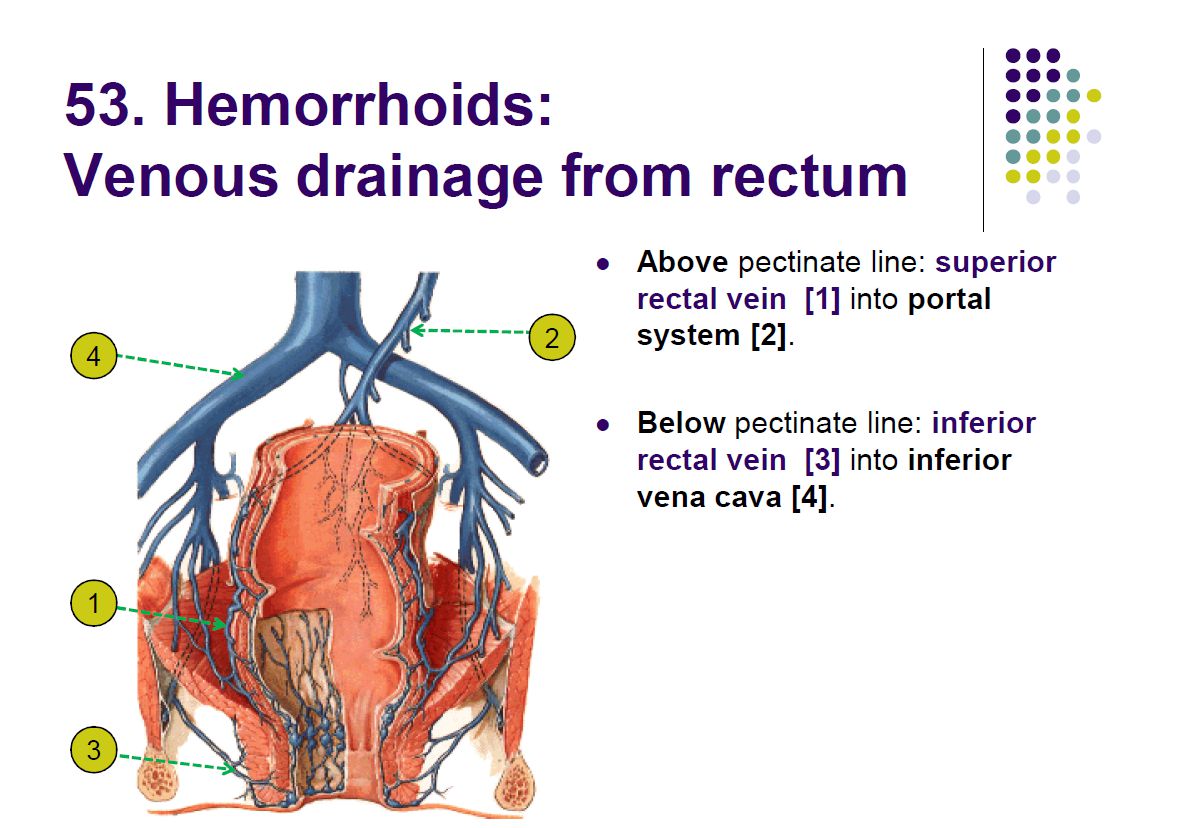 53. Hemorrhoids:
Venous drainage from rectum
Above pectinate line: superior
rectal vein [1] into portal
system [2].
Below pectinate line: inferior
rectal vein [3] into inferior
vena cava [4].
4
2
1
3